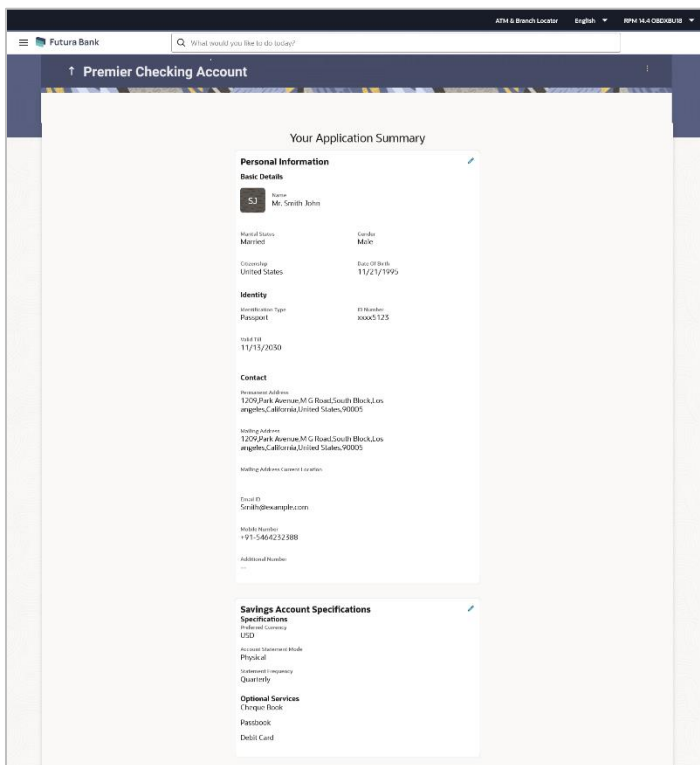 ATM & Branch Locator English RPM 14.4 OBDXBU18
Futura Bank What would you like to do today?
↑ Premier Checking Account
Your Application Summary
Personal Information
Basic Details
SJ
Name
Mr. Smith John
Marital Status Gender
Married Male
Citizenship Date Of Birth
United States 11/21/1995
Identity
Identification Type ID Number
Passport xxxx5123
Valid Till
11/13/2030
Contact
Permanent Address
1209,Park Avenue,M G Road,South Block,Los
angeles,California,United States,90005
Mailing Address
1209,Park Avenue,M G Road,South Block,Los
angeles,California,United States,90005
Mailing Address Current Location
Email ID
Smith@example.com
Mobile Number
+91-5464232388
Additional Number
...
Savings Account Specifications
Specifications
Preferred Currency
USD
Account Statement Mode
Physical
Statement Frequency
Quarterly
Optional Services
Cheque Book
Passbook
Debit Card